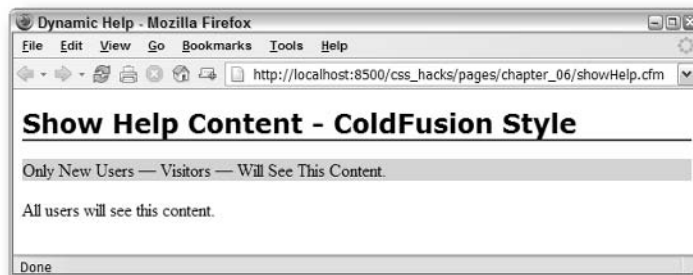 Dynamic Help - Mozilla Firefox
File Edit View Go Bookmarks Tools Help
http://localhost:8500/css_hacks/pages/chapter_06/showHelp.cfm
Show Help Content - ColdFusion Style
Only New Users — Visitors — Will See This Content.
All users will see this content.
Done